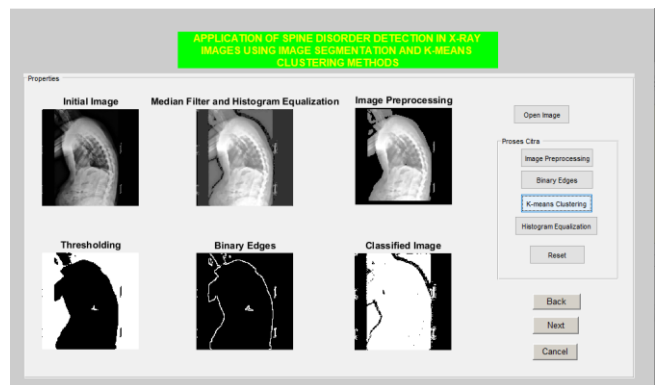 APPLICATION OF SPINE DISORDER DETECTION IN X-RAY
IMAGES USING IMAGE SEGMENTATION AND K-MEANS
CLUSTERING METHODS
Properties
Initial Image
Median Filter and Histogram Equalization
Image Preprocessing
Thresholding
Binary Edges
Classified Image
Open Image
Proses Citra
Image Preprocessing
Binary Edges
K-means Clustering
Histogram Equalization
Reset
Back
Next
Cancel